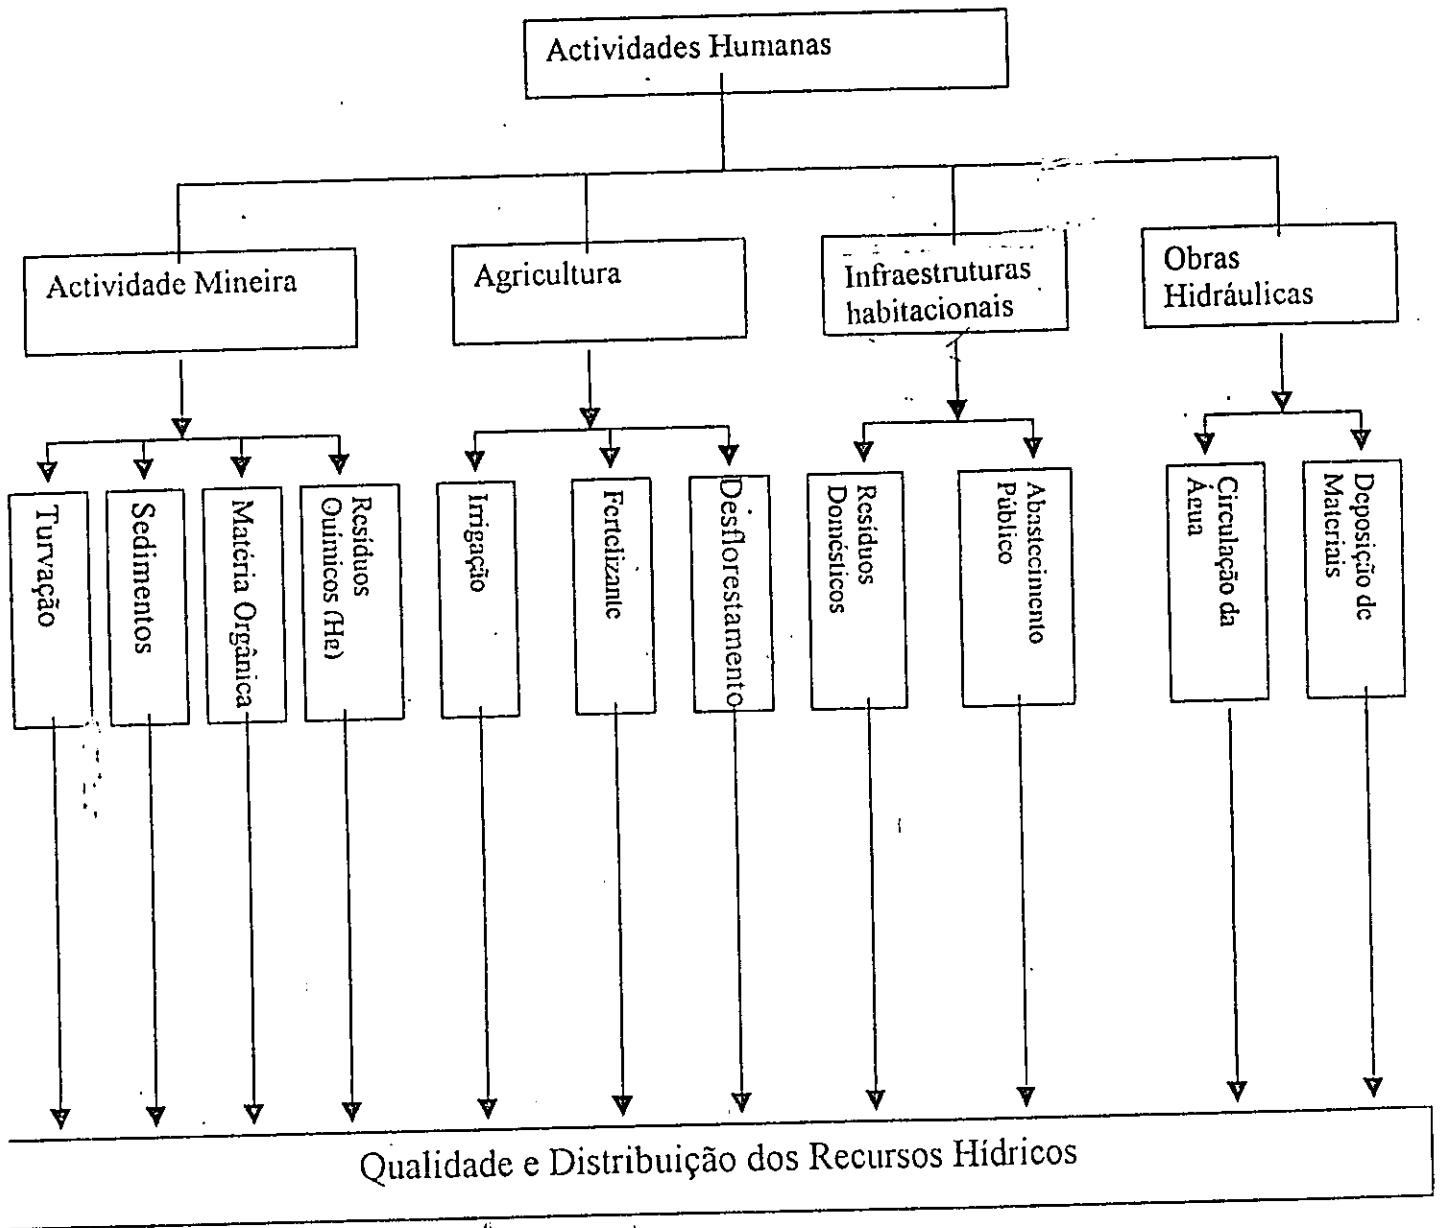 Actividades Humanas
Actividade Mineira
Agricultura
Infraestruturas
habitacionais
Obras
Hidráulicas
Turvação
Sedimentos
Matéria Orgânica
Resíduos
Químicos (Hg)
Irrigação
Fertelizante
Desflorestamento
Resíduos
Domésticos
Abastecimento
Público
Circulação da
Água
Deposição de
Materiais
Qualidade e Distribuição dos Recursos Hídricos